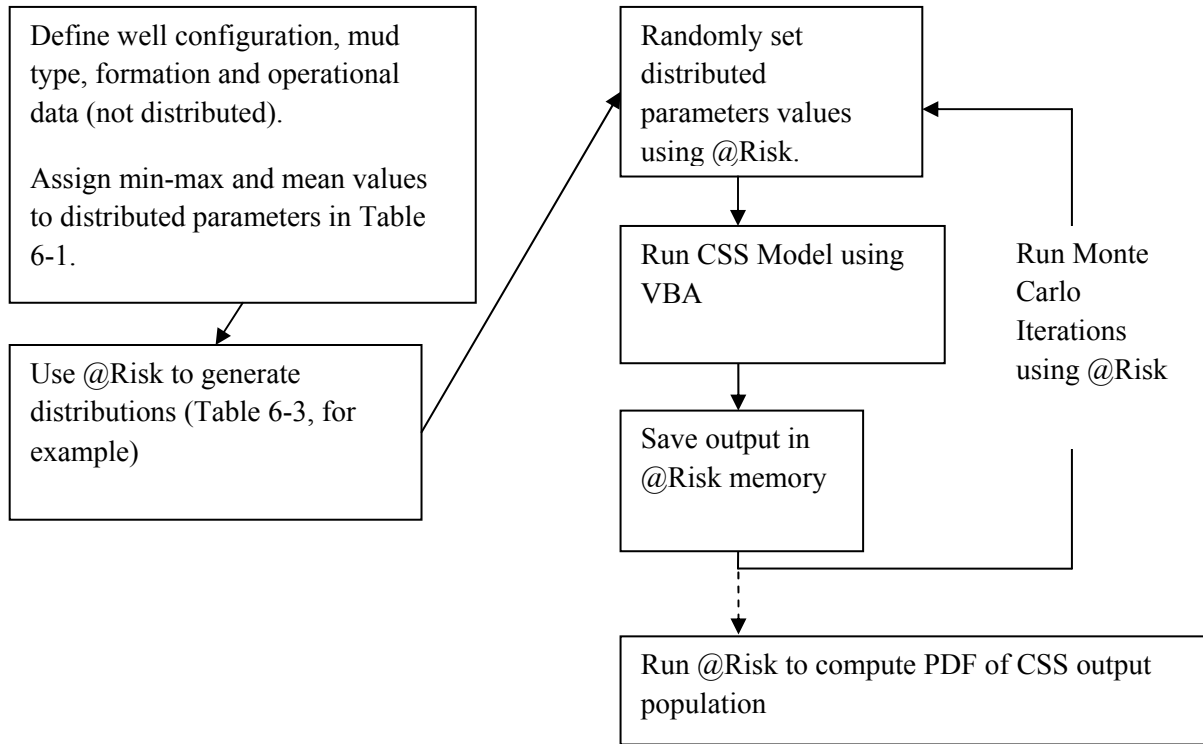 Define well configuration, mud
type, formation and operational
data (not distributed).
Assign min-max and mean values
to distributed parameters in Table
6-1.
Use @Risk to generate
distributions (Table 6-3, for
example)
Randomly set
distributed
parameters values
using @Risk.
Run CSS Model using
VBA
Save output in
@Risk memory
Run Monte
Carlo
Iterations
using @Risk
Run @Risk to compute PDF of CSS output
population